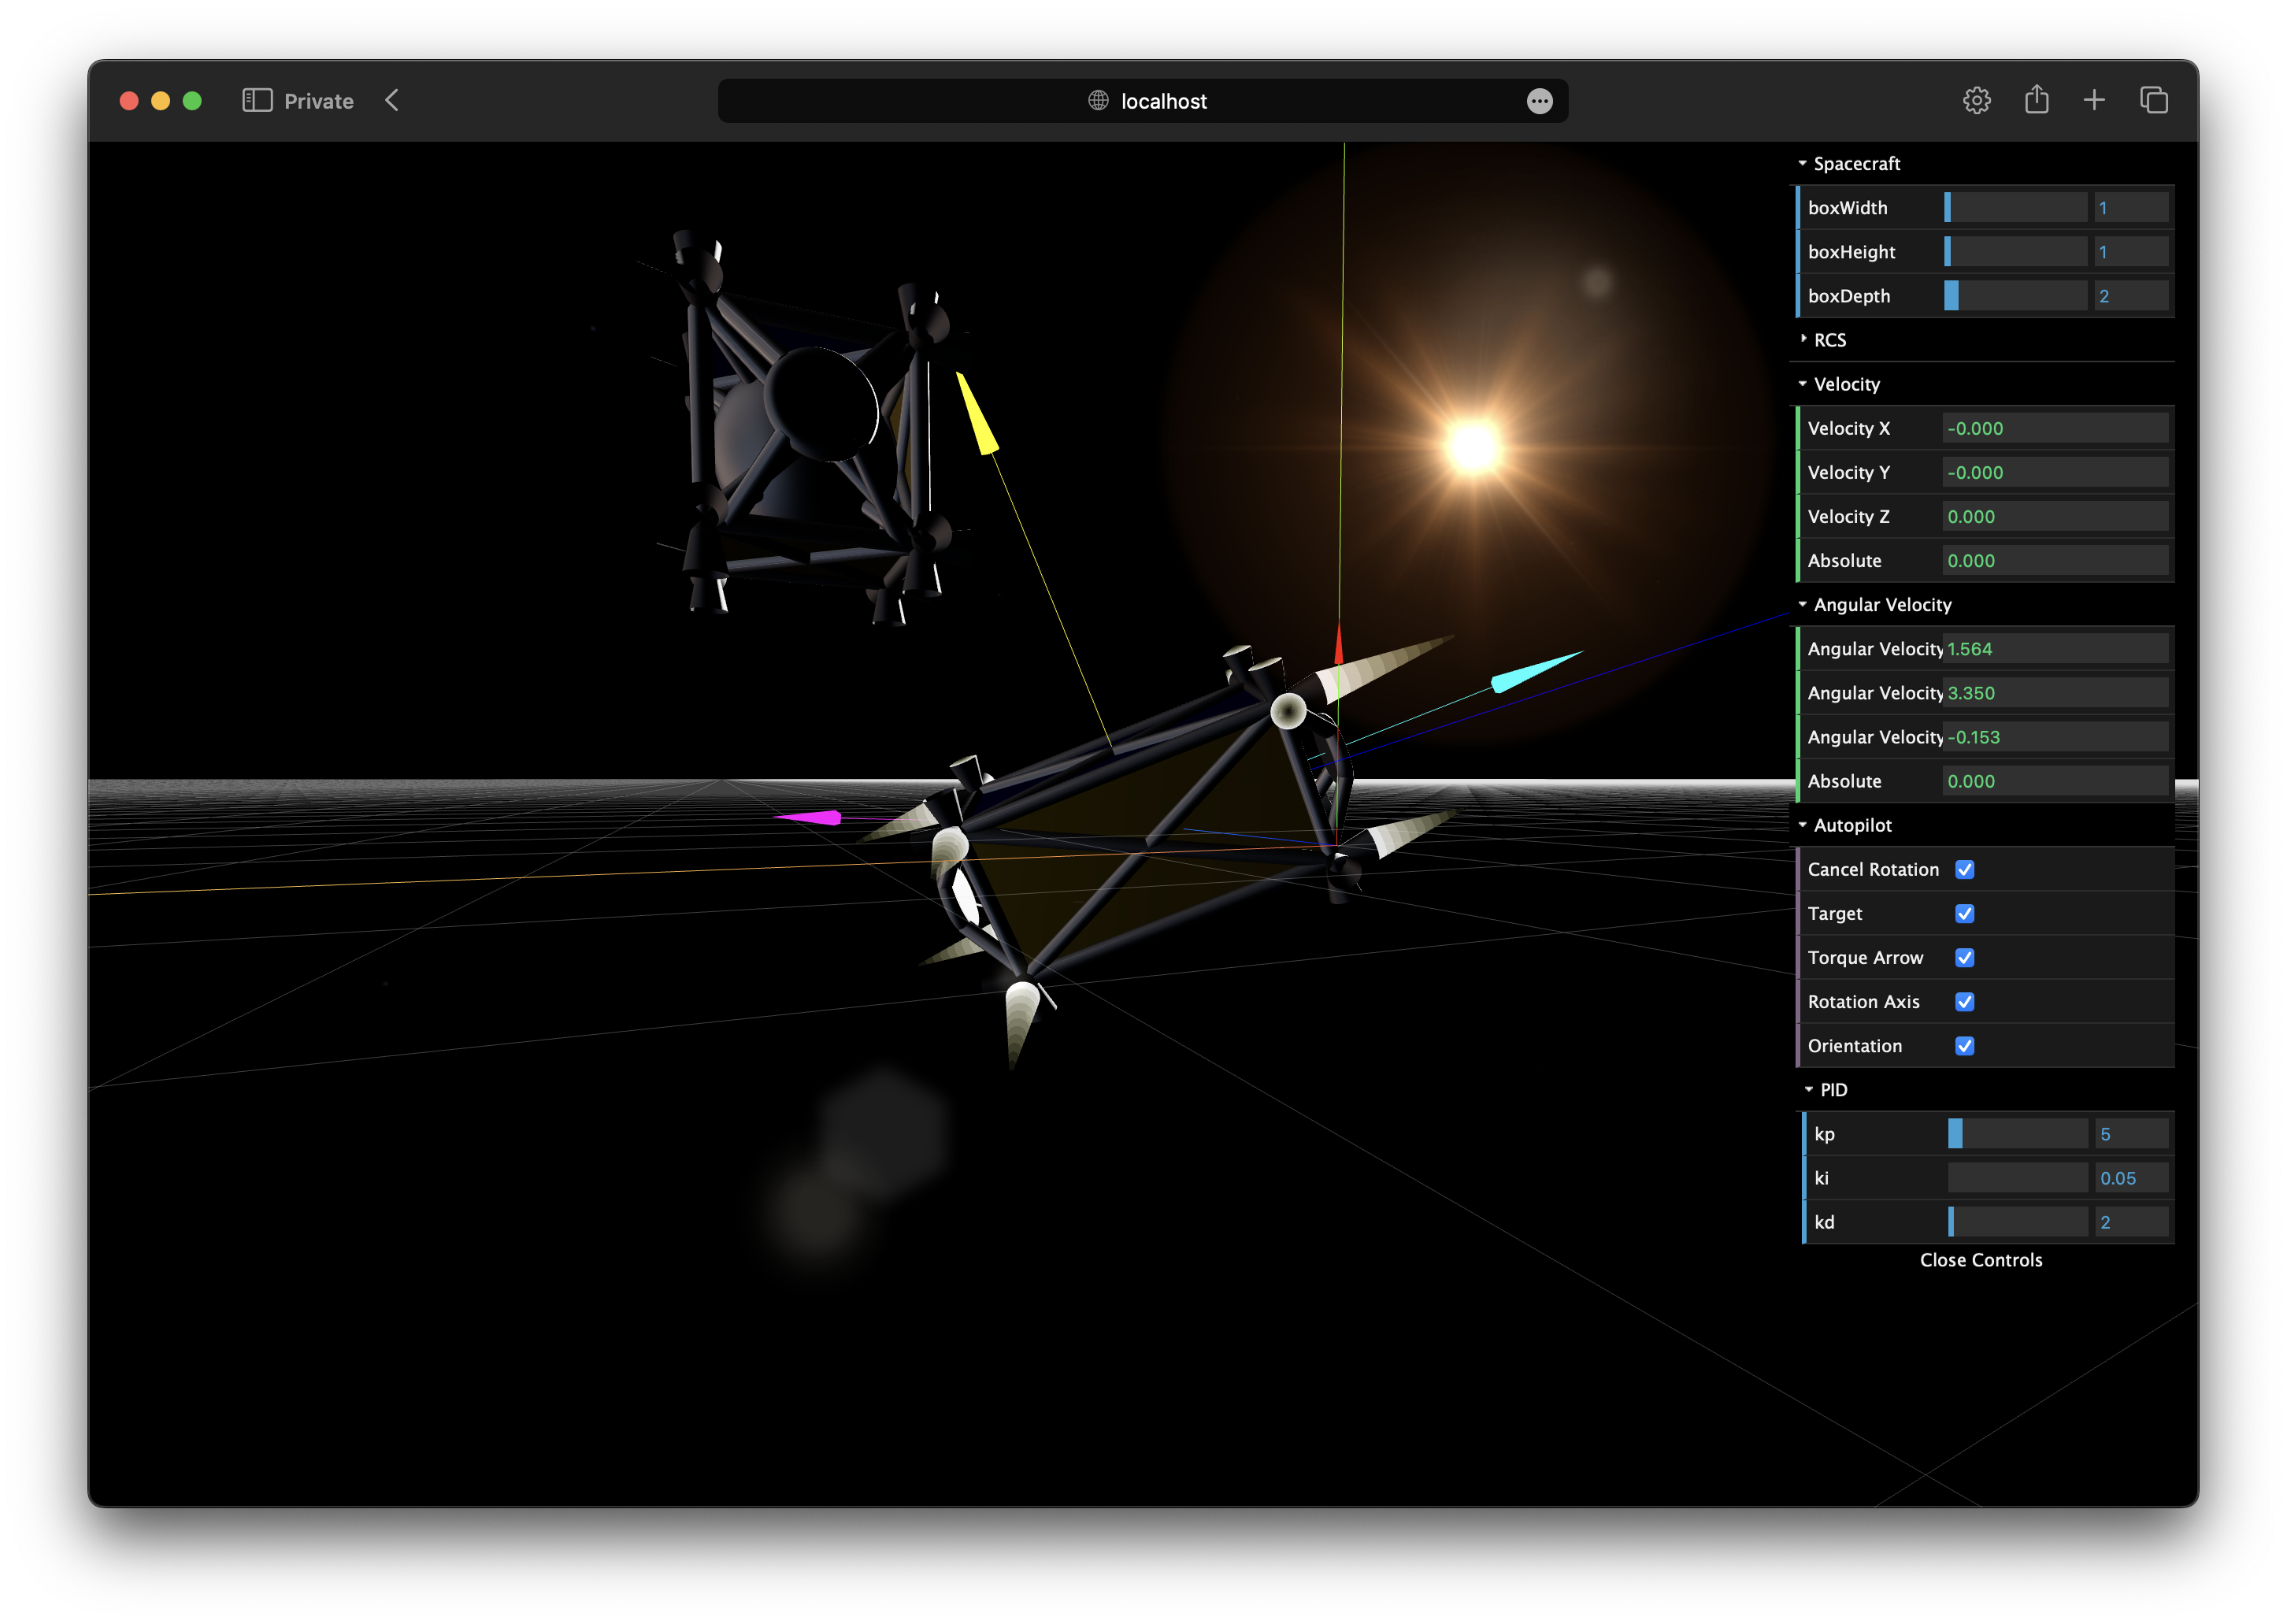 Private
localhost
Spacecraft
boxWidth 1
boxHeight 1
boxDepth 2
RCS
Velocity
Velocity X -0.000
Velocity Y -0.000
Velocity Z 0.000
Absolute 0.000
Angular Velocity
Angular Velocity 1.564
Angular Velocity 3.350
Angular Velocity -0.153
Absolute 0.000
Autopilot
Cancel Rotation
Target
Torque Arrow
Rotation Axis
Orientation
PID
kp 5
ki 0.05
kd 2
Close Controls